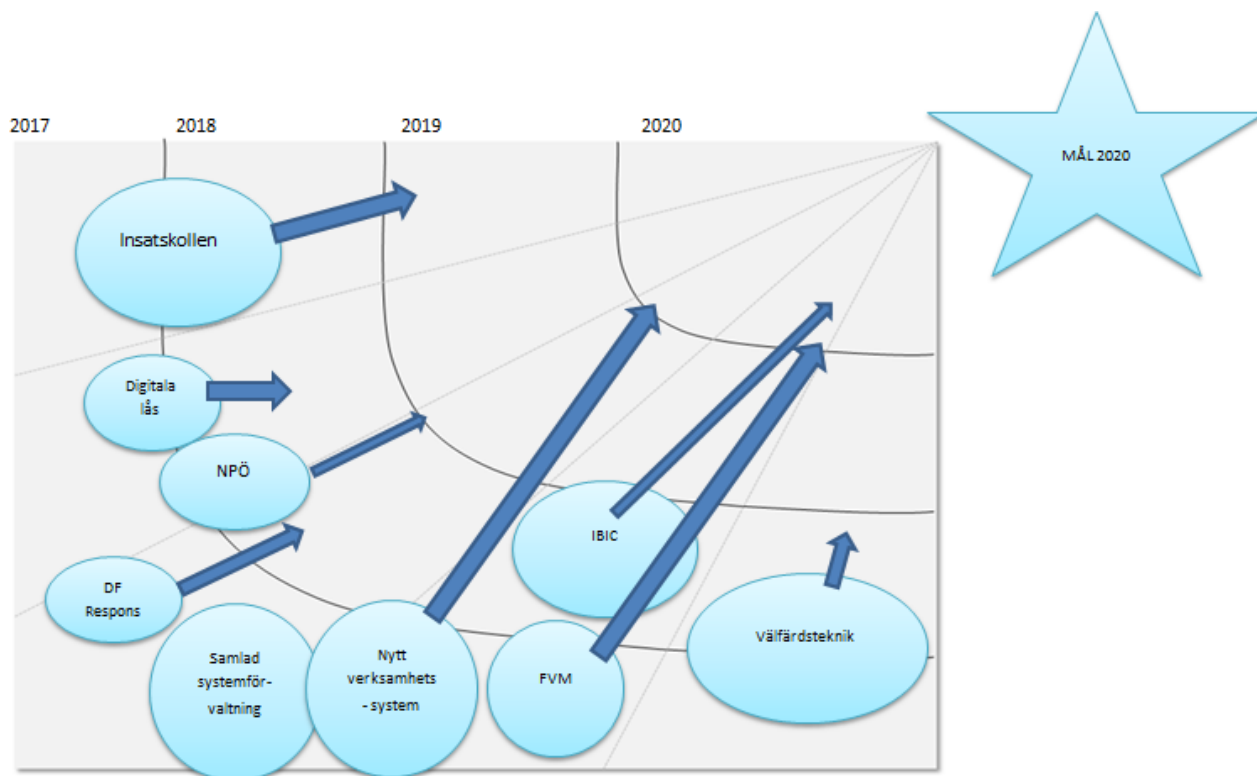 2017 2018 2019 2020
MÅL 2020
Insatskollen
Digitala
lås
NPÖ
DF
Respons
Samlad
systemför-
valtning
Nytt
verksamhets
- system
IBIC
FVM
Välfärdsteknik